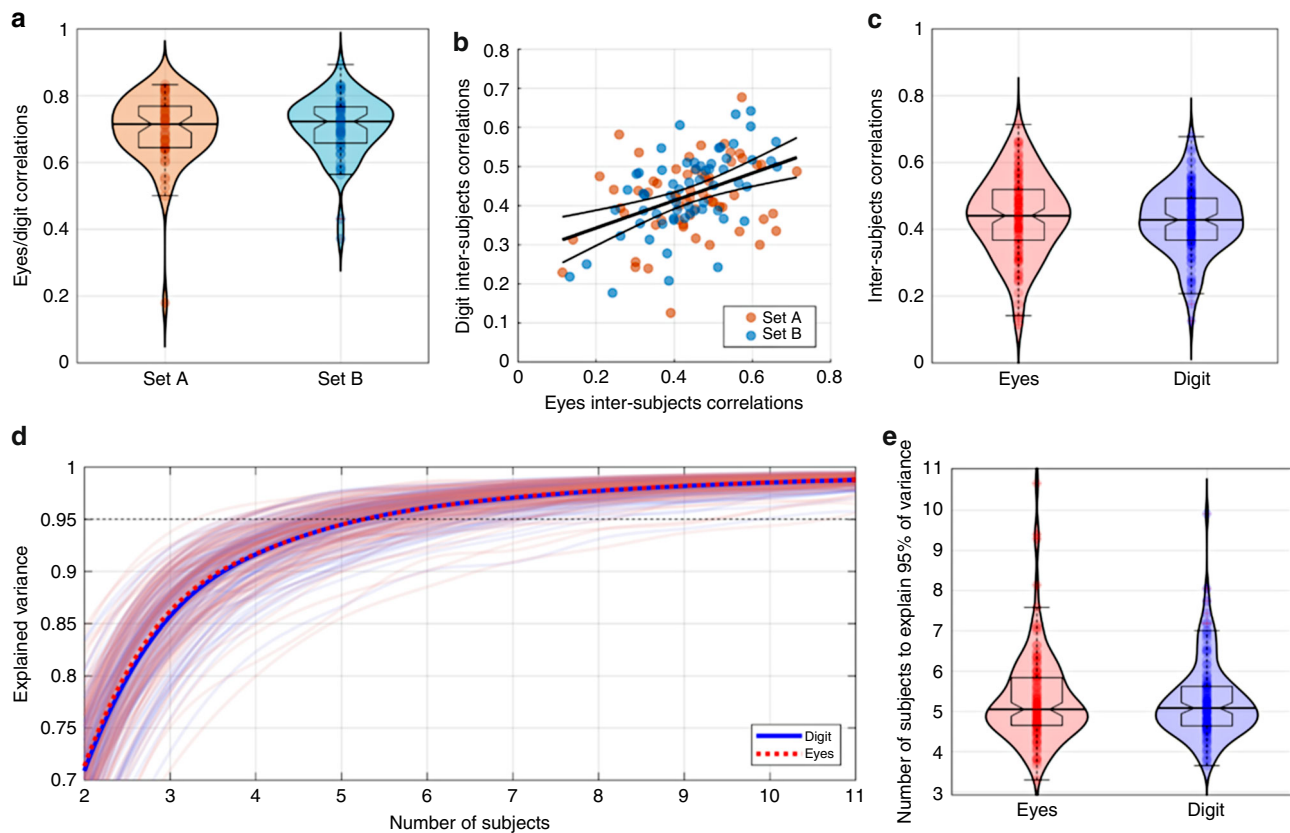 a
1
0.8
0.6
0.4
0.2
0
Eyes/digit correlations
Set A
Set B
b
0.8
0.7
0.6
0.5
0.4
0.3
0.2
0.1
0
Digit inter-subjects correlations
Set A
Set B
0
0.2
0.4
0.6
0.8
Eyes inter-subjects correlations
c
1
0.8
0.6
0.4
0.2
0
Inter-subjects correlations
Eyes
Digit
d
1
0.95
0.9
0.85
0.8
0.75
0.7
Explained variance
Digit
Eyes
2
3
4
5
6
7
8
9
10
11
Number of subjects
e
11
10
9
8
7
6
5
4
3
Number of subjects to explain 95% of variance
Eyes
Digit